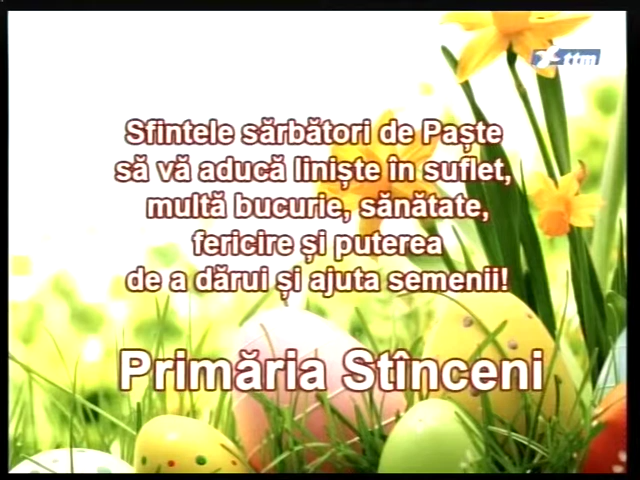 ttm
Sfintele sărbători de Paște
să vă aducă liniște în suflet,
multă bucurie, sănătate,
fericire și puterea
de a dărui și ajuta semenii!
Primăria Stînceni